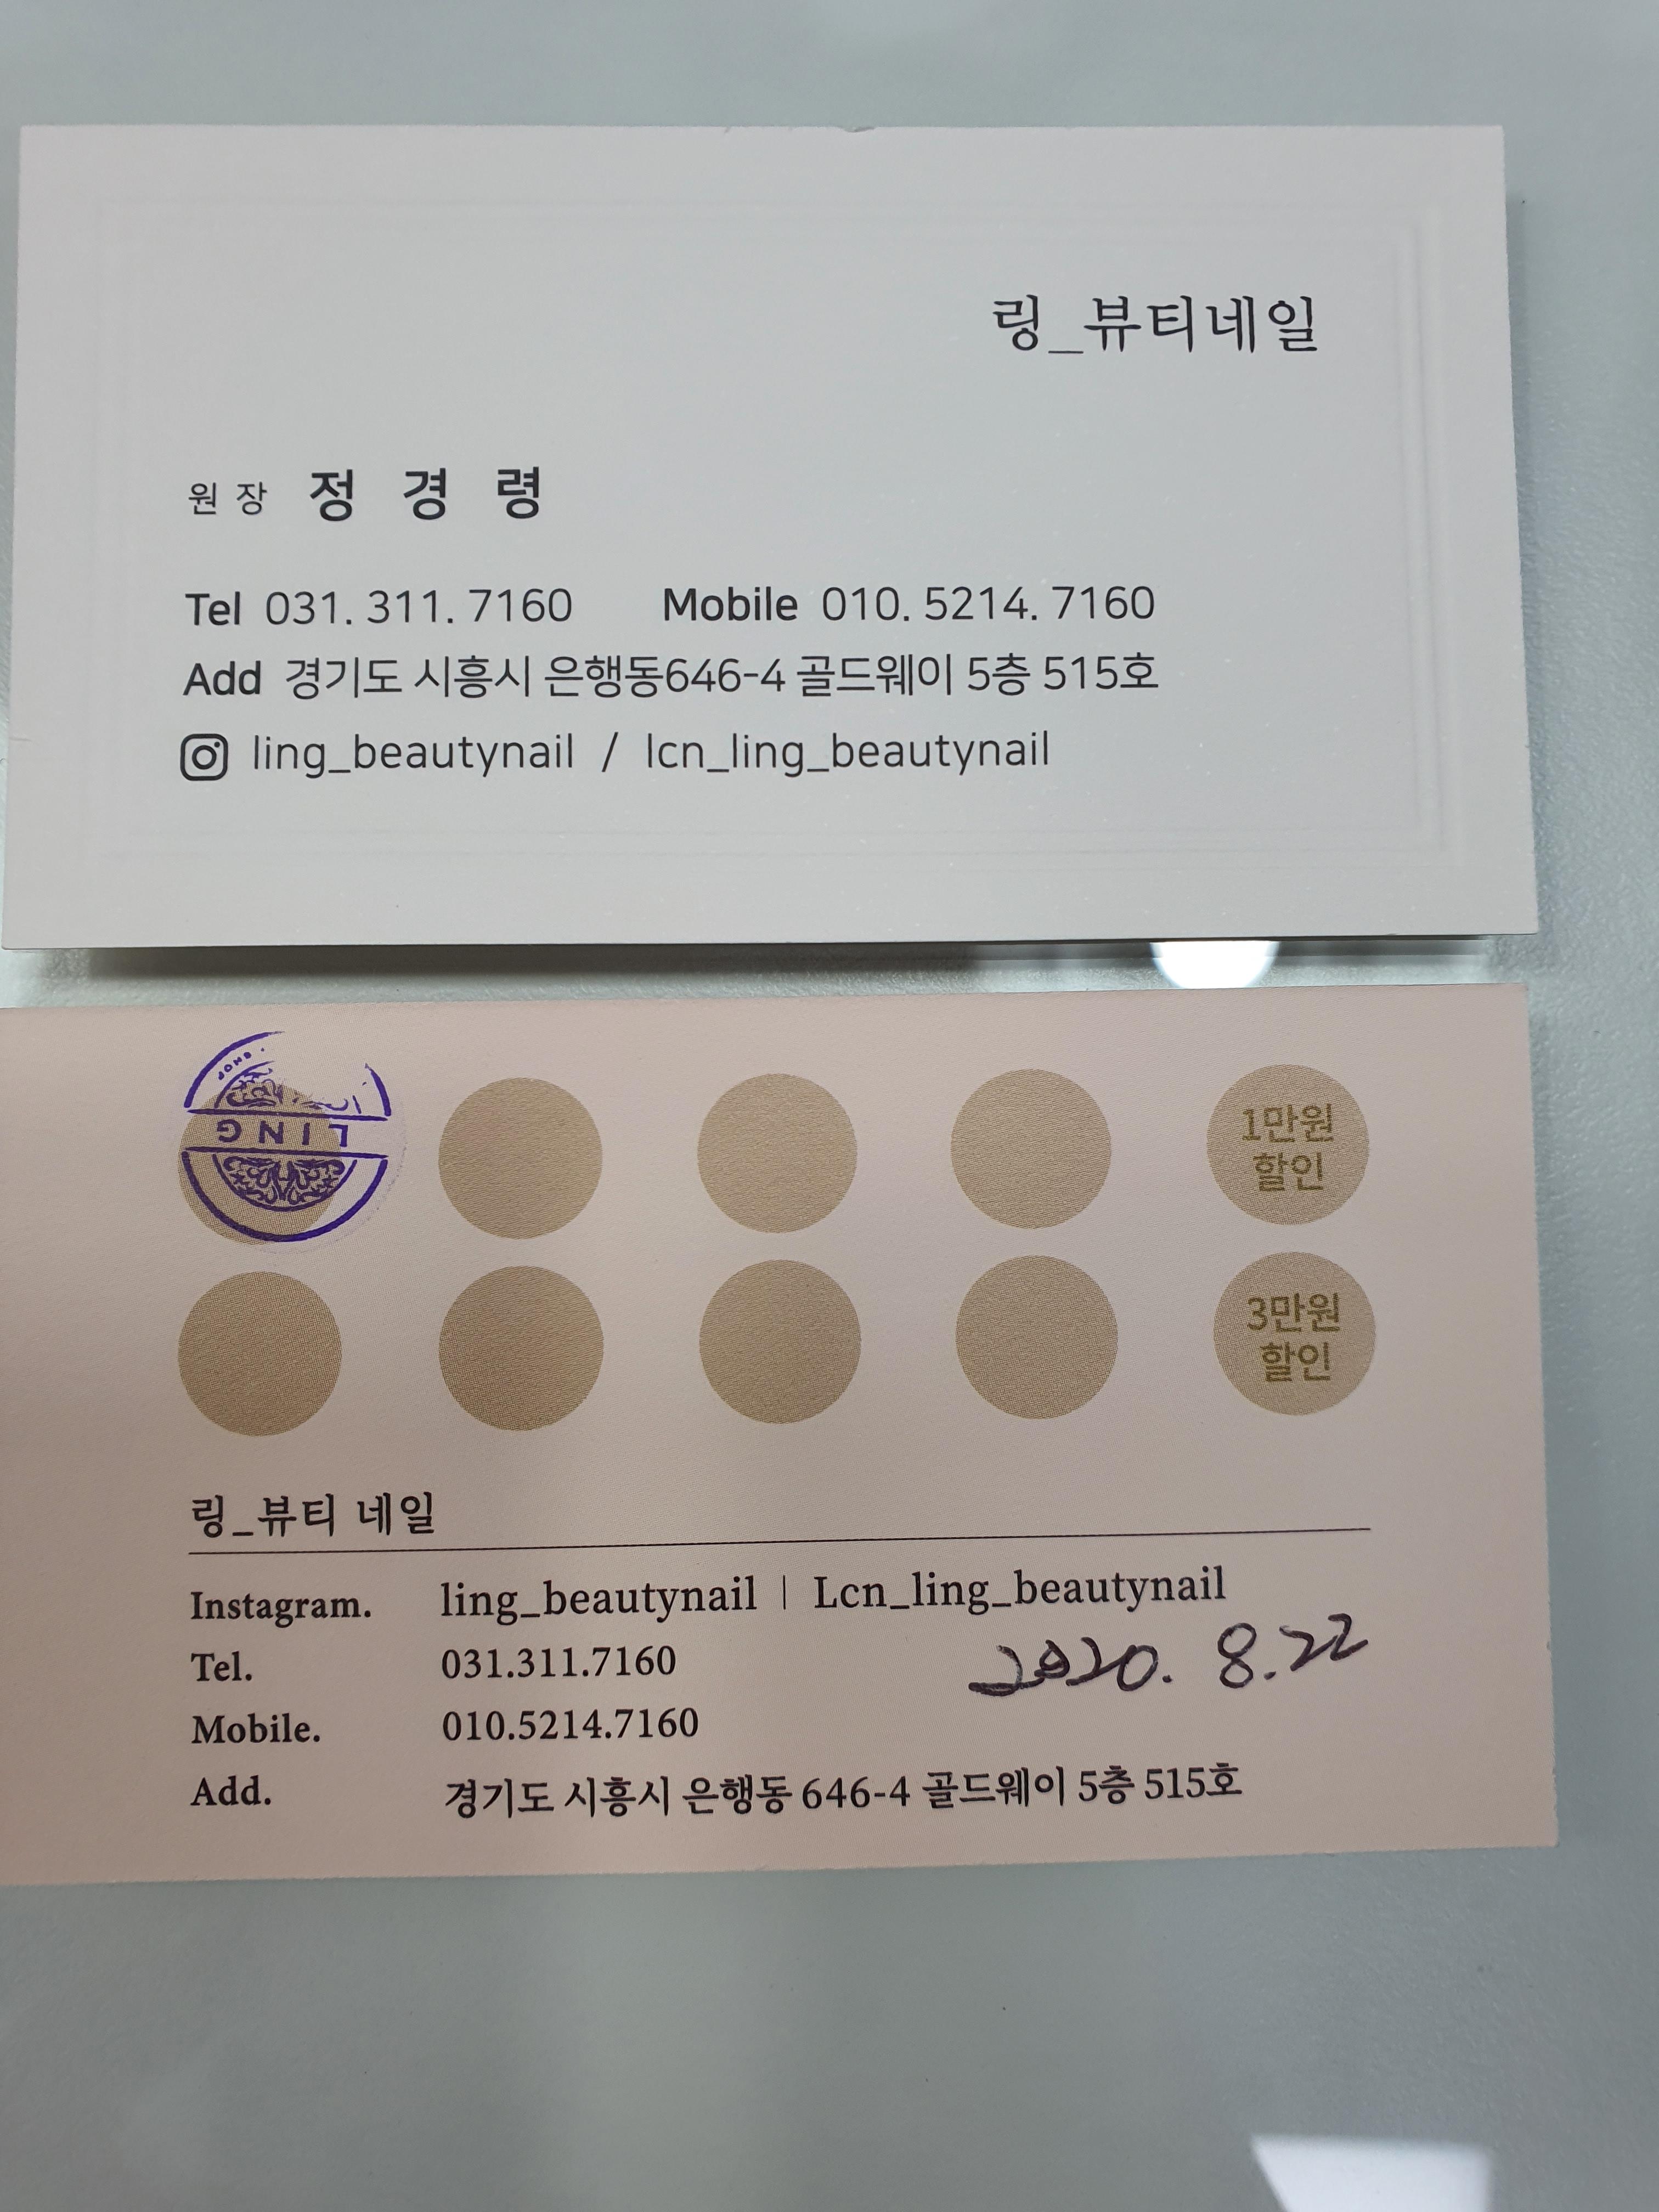 링_뷰티네일
원장 정경령
Tel 031. 311. 7160 Mobile 010. 5214. 7160
Add 경기도 시흥시 은행동646-4 골드웨이 5층 515호
ling_beautynail / lcn_ling_beautynail
SHOP
LING
1만원
할인
3만원
할인
링_뷰티 네일
Instagram. ling_beautynail | Lcn_ling_beautynail
Tel. 031.311.7160
2020. 8.22
Mobile. 010.5214.7160
Add. 경기도 시흥시 은행동 646-4 골드웨이 5층 515호